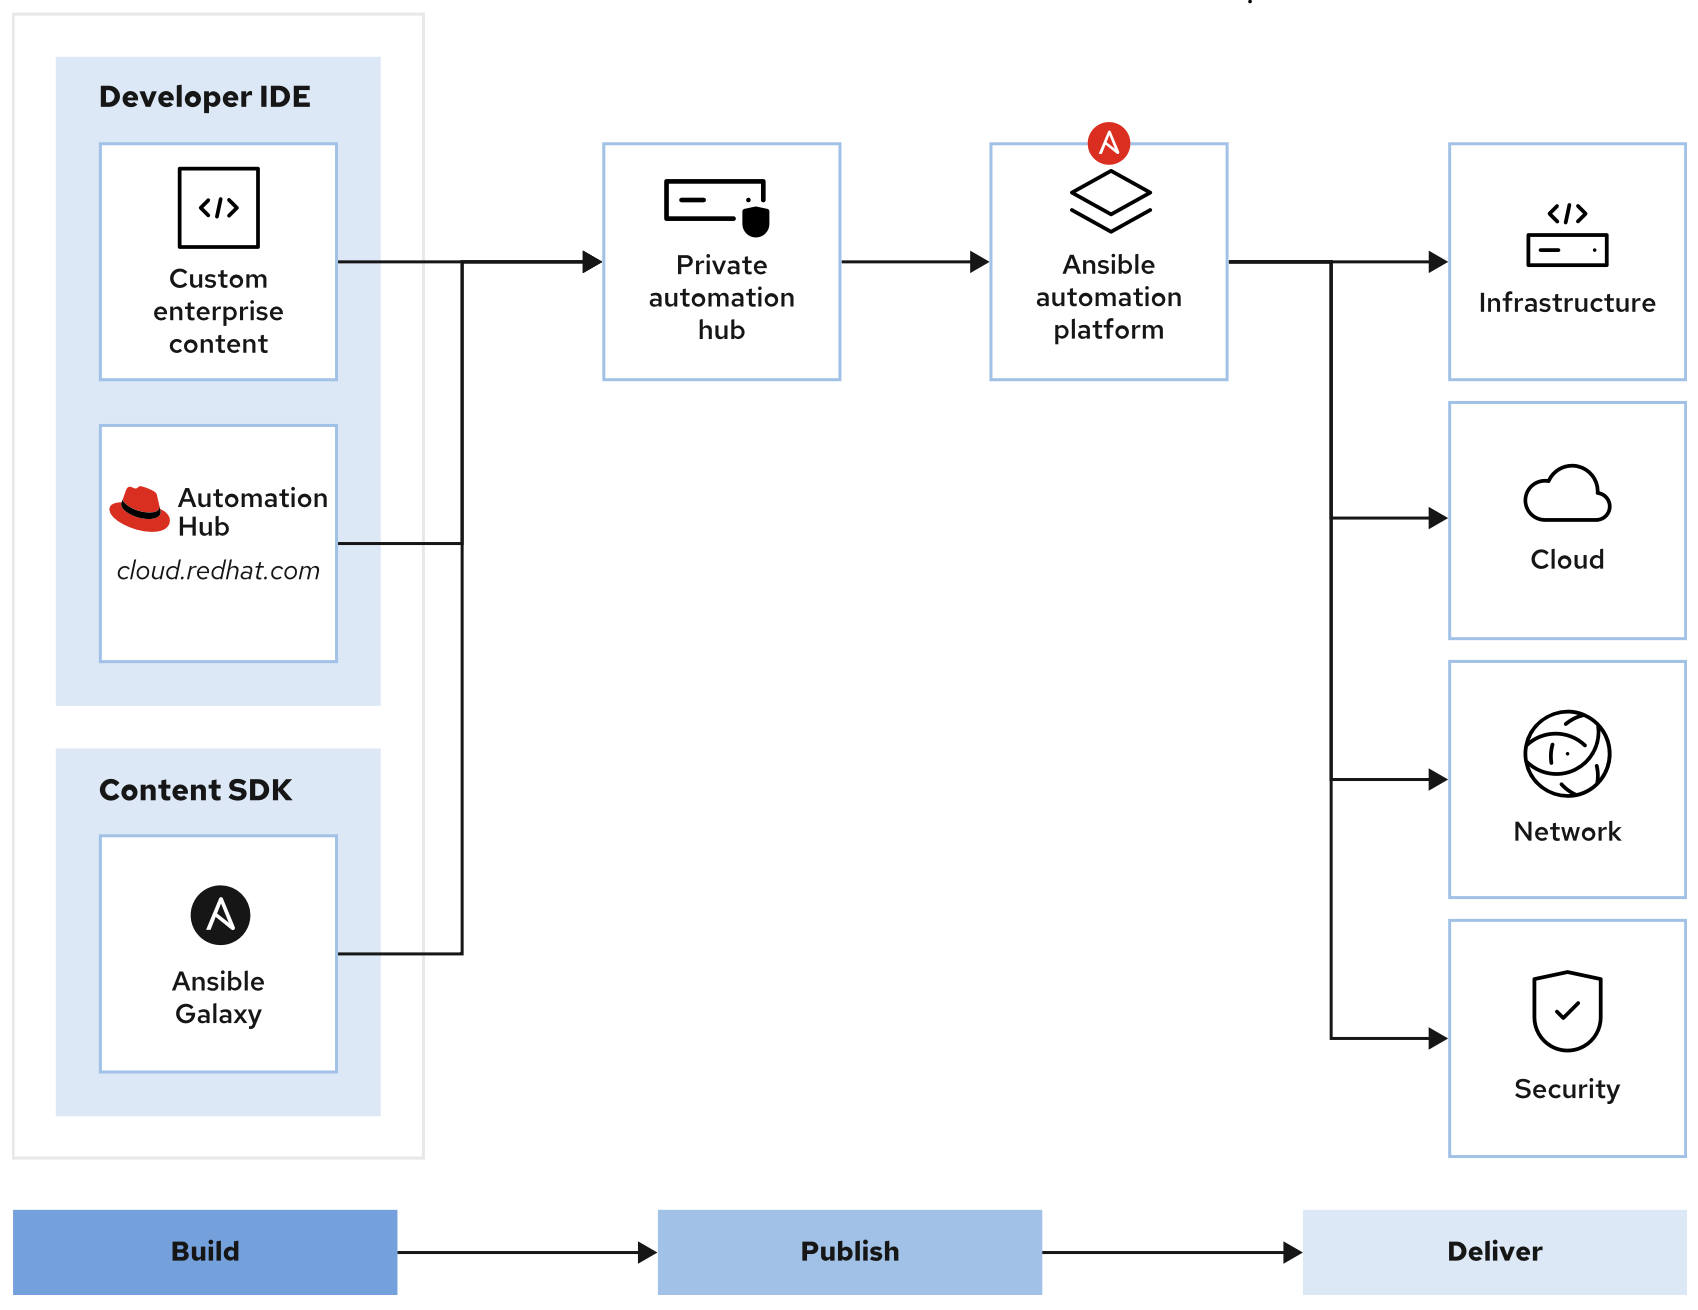 Developer IDE
</>
Custom
enterprise
content
Automation
Hub
cloud.redhat.com
Content SDK
Ansible
Galaxy
Private
automation
hub
Ansible
automation
platform
</>
Infrastructure
Cloud
Network
Security
Build
Publish
Deliver